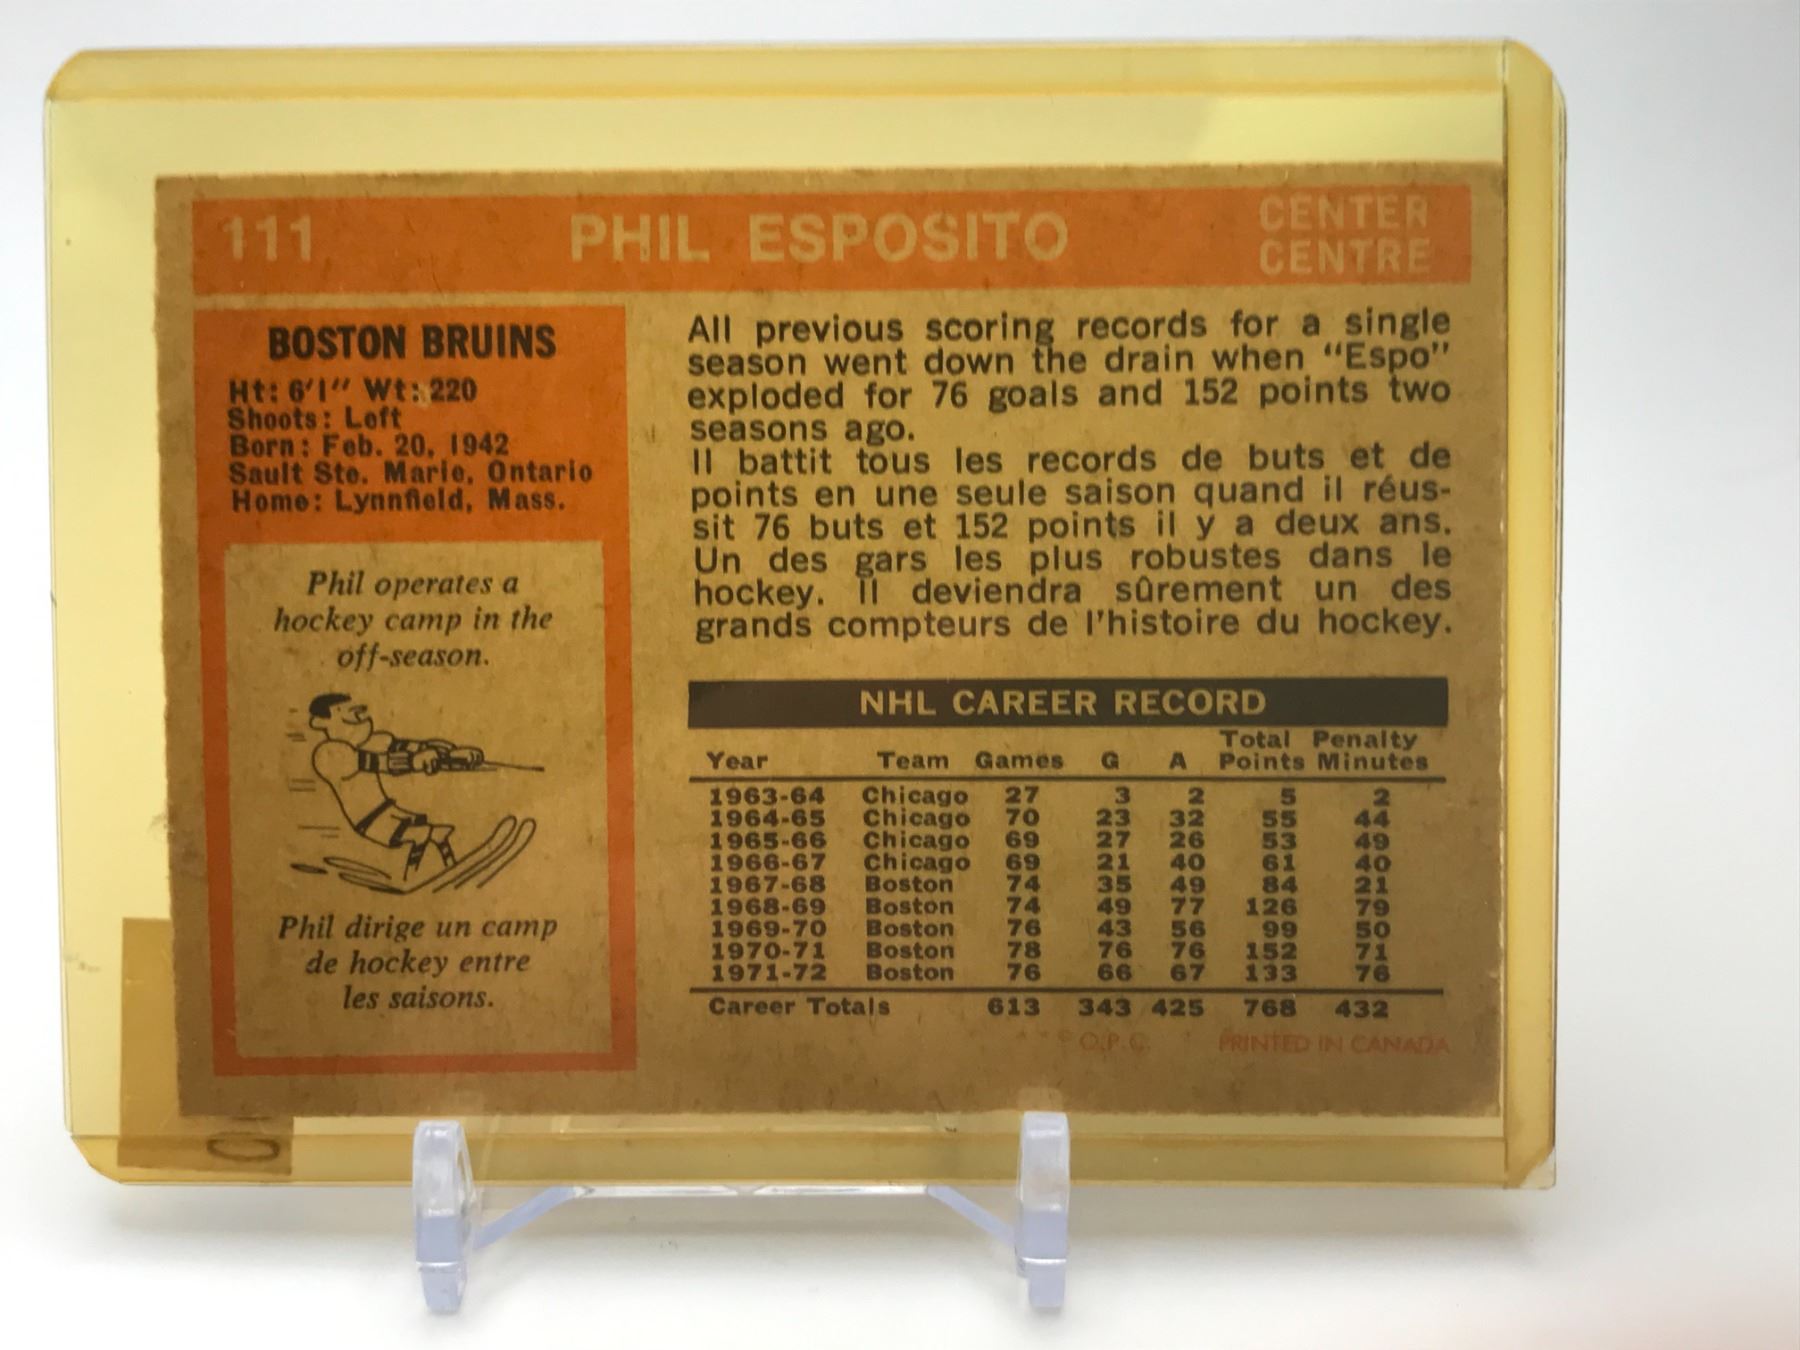 111 PHIL ESPOSITO CENTER
CENTRE
BOSTON BRUINS
Ht: 6'1" Wt: 220
Shoots: Left
Born: Feb. 20, 1942
Sault Ste. Marie, Ontario
Home: Lynnfield, Mass.
Phil operates a
hockey camp in the
off-season.
Phil dirige un camp
de hockey entre
les saisons.
All previous scoring records for a single
season went down the drain when "Espo"
exploded for 76 goals and 152 points two
seasons ago.
Il battit tous les records de buts et de
points en une seule saison quand il réus-
sit 76 buts et 152 points il y a deux ans.
Un des gars les plus robustes dans le
hockey. Il deviendra sûrement un des
grands compteurs de l'histoire du hockey.
NHL CAREER RECORD
Total Penalty
Year Team Games G A Points Minutes
1963-64 Chicago 27 3 2 5 2
1964-65 Chicago 70 23 32 55 44
1965-66 Chicago 69 27 26 53 49
1966-67 Chicago 69 21 40 61 40
1967-68 Boston 74 35 49 84 21
1968-69 Boston 74 49 77 126 79
1969-70 Boston 76 43 56 99 50
1970-71 Boston 78 76 76 152 71
1971-72 Boston 76 66 67 133 76
Career Totals 613 343 425 768 432
O.P.C. PRINTED IN CANADA